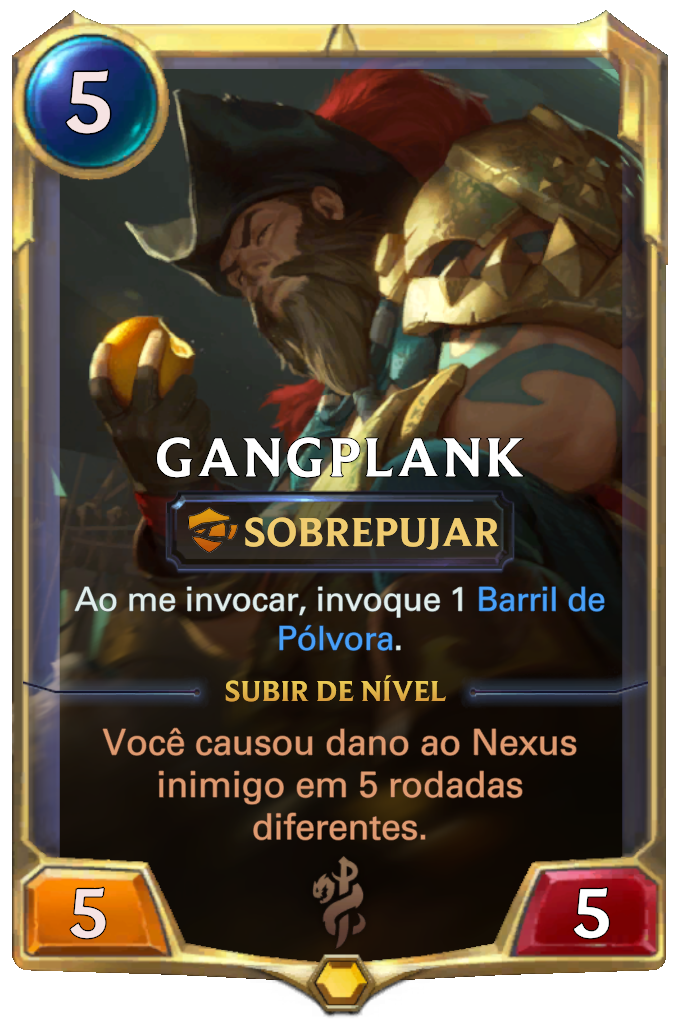 5
GANGPLANK
SOBREPUJAR
Ao me invocar, invoque 1 Barril de
Pólvora.
SUBIR DE NÍVEL
Você causou dano ao Nexus
inimigo em 5 rodadas
diferentes.
5
5